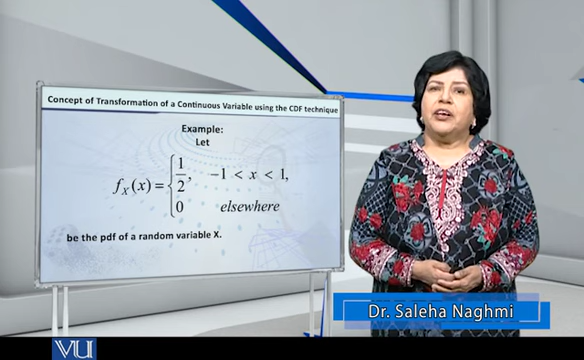 Concept of Transformation of a Continuous Variable using the CDF technique
Example:
Let
f_X(x) = { 1/2, -1 < x < 1,
0 elsewhere
be the pdf of a random variable X.
Dr. Saleha Naghmi
VU